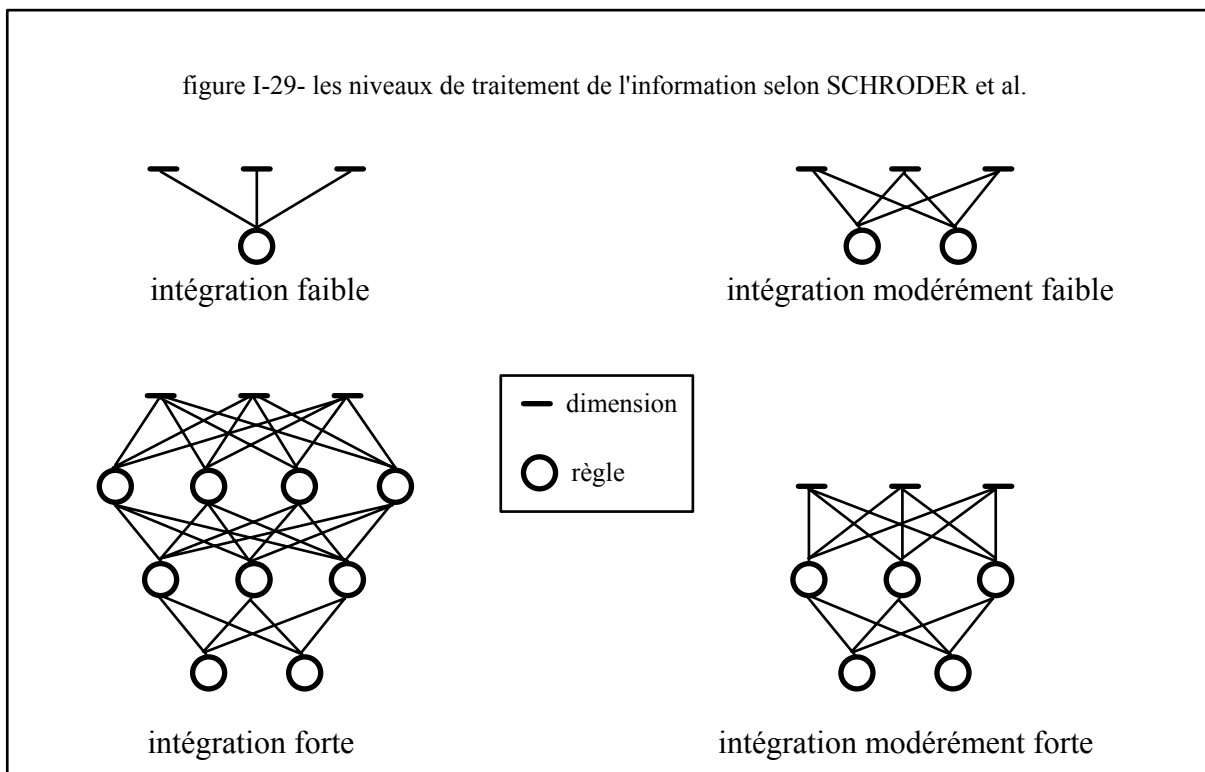 figure I-29- les niveaux de traitement de l'information selon SCHRODER et al.
intégration faible
intégration modérément faible
dimension
règle
intégration forte
intégration modérément forte